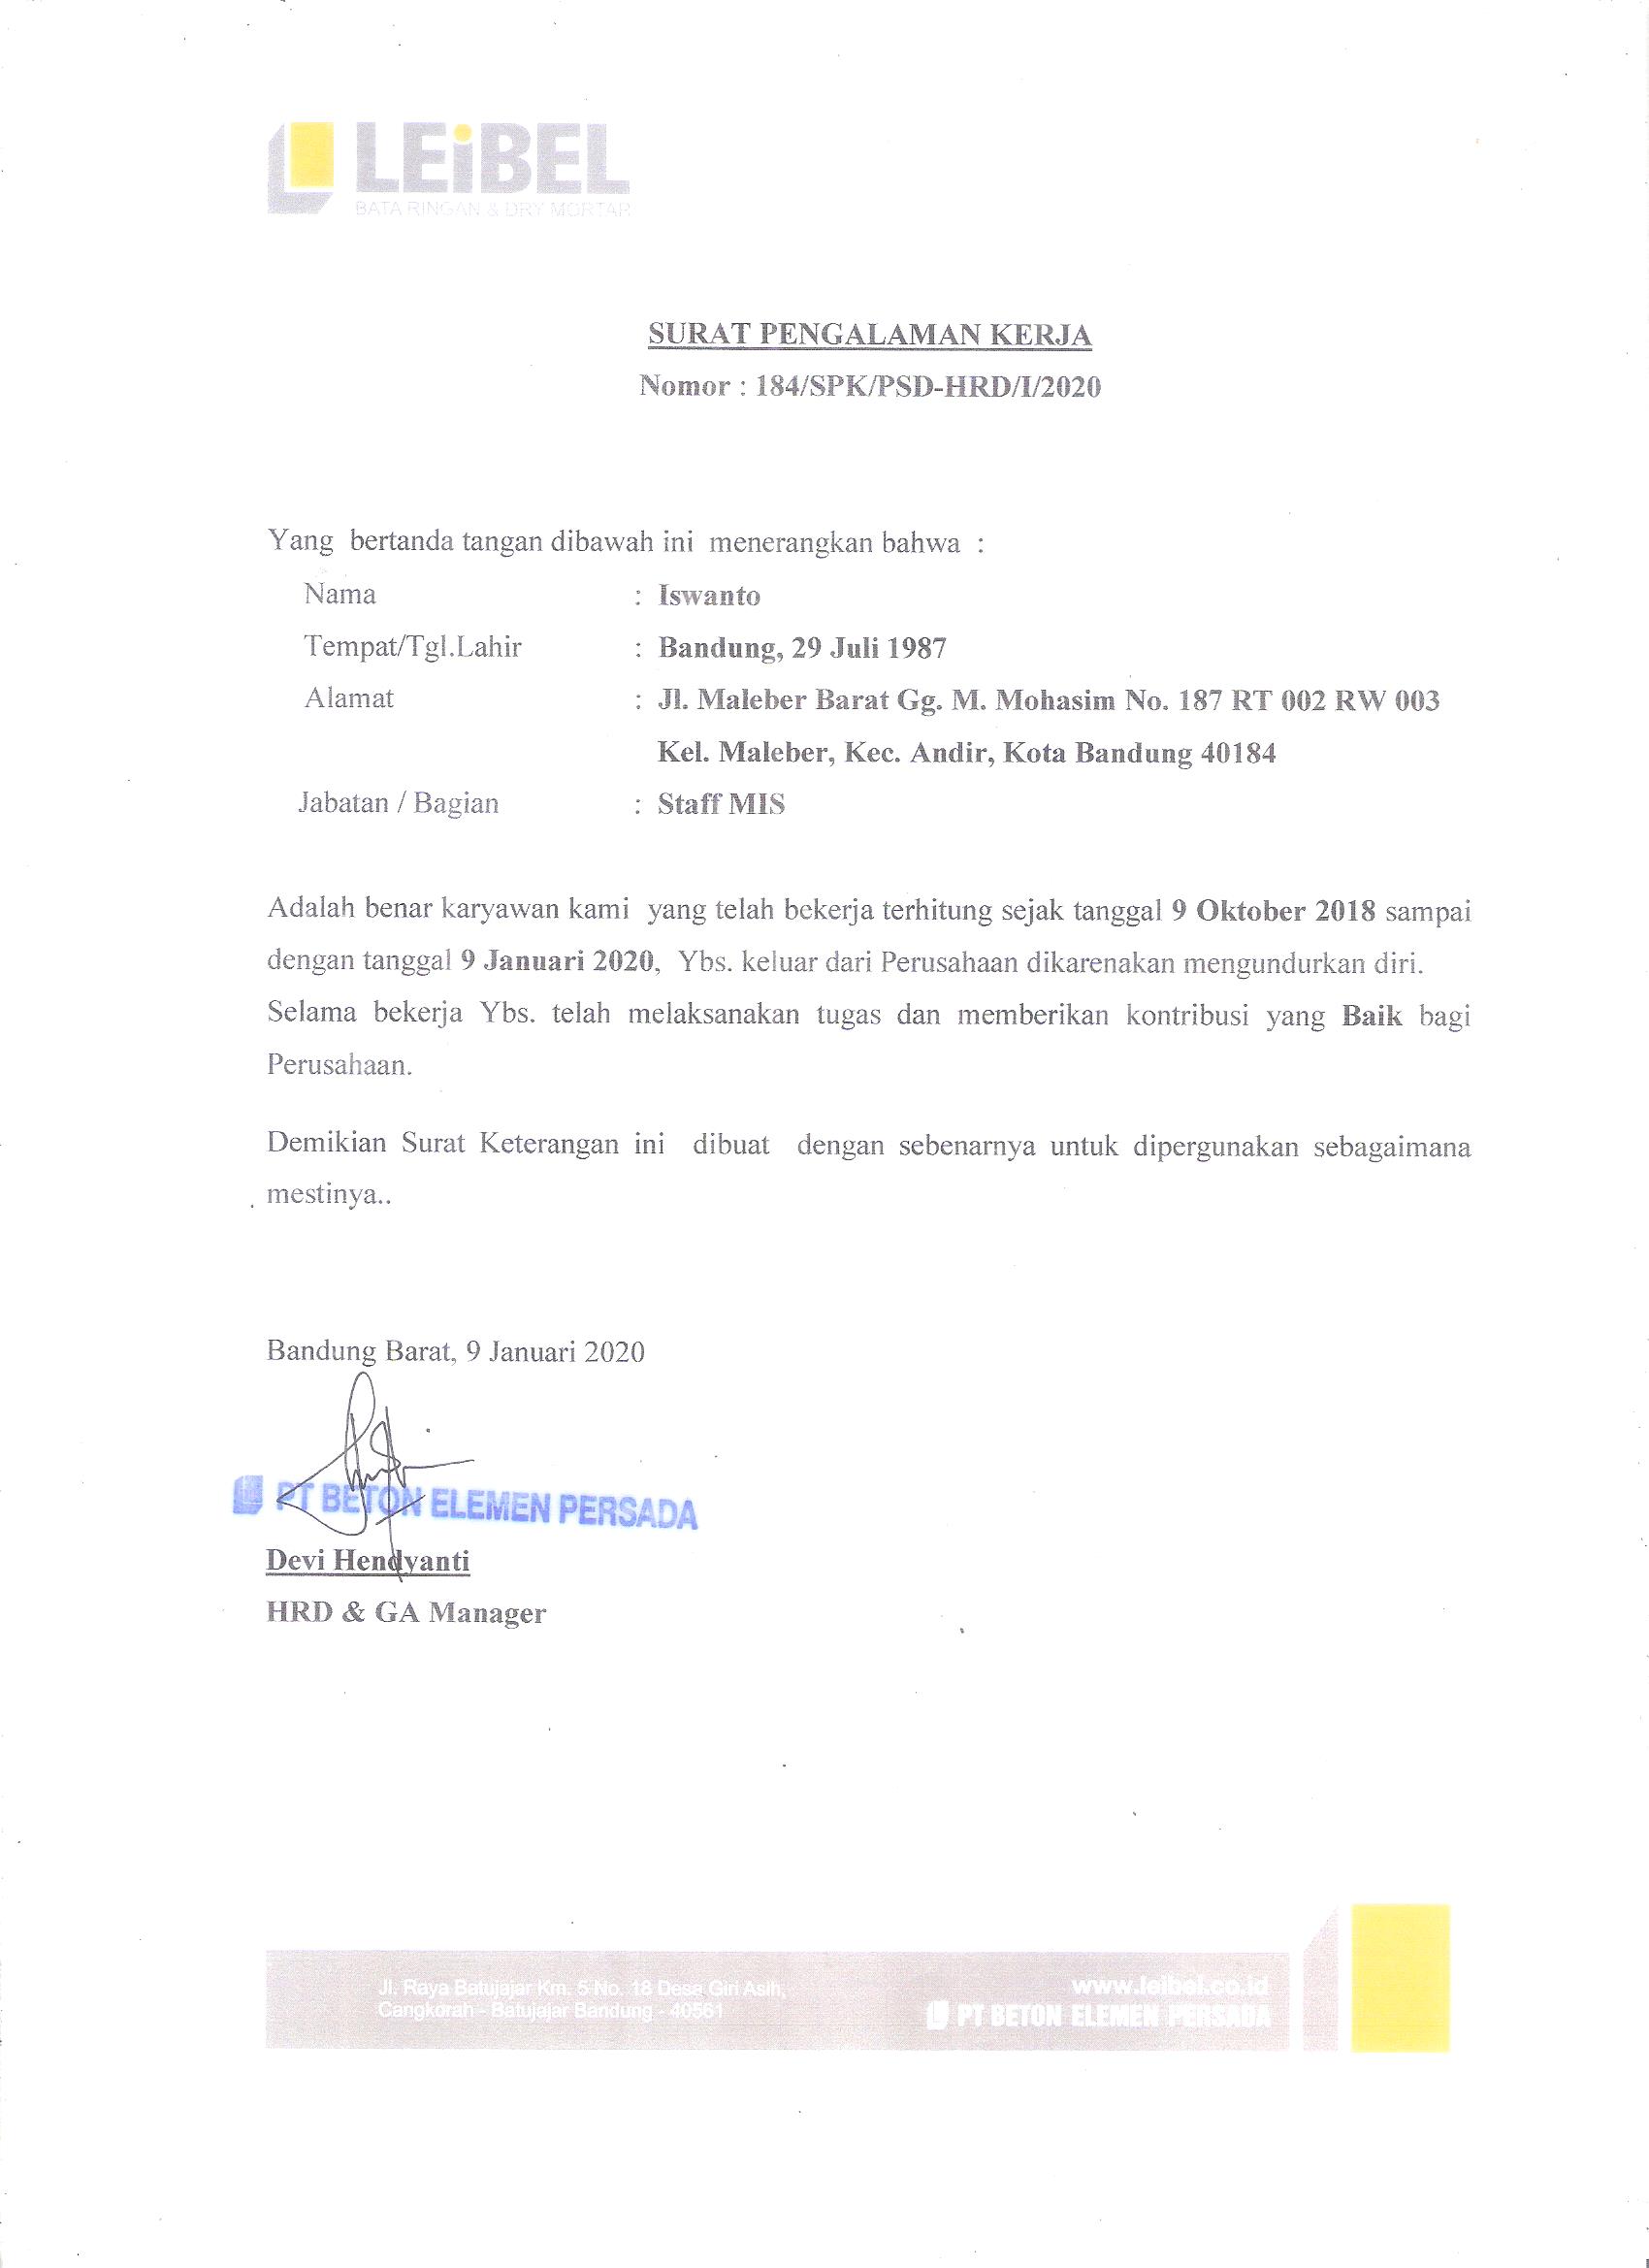 LEiBEL
BATA RINGAN & DRY MORTAR
SURAT PENGALAMAN KERJA
Nomor : 184/SPK/PSD-HRD/I/2020
Yang bertanda tangan dibawah ini menerangkan bahwa :
Nama : Iswanto
Tempat/Tgl.Lahir : Bandung, 29 Juli 1987
Alamat : Jl. Maleber Barat Gg. M. Mohasim No. 187 RT 002 RW 003
Kel. Maleber, Kec. Andir, Kota Bandung 40184
Jabatan / Bagian : Staff MIS
Adalah benar karyawan kami yang telah bekerja terhitung sejak tanggal 9 Oktober 2018 sampai
dengan tanggal 9 Januari 2020, Ybs. keluar dari Perusahaan dikarenakan mengundurkan diri.
Selama bekerja Ybs. telah melaksanakan tugas dan memberikan kontribusi yang Baik bagi
Perusahaan.
Demikian Surat Keterangan ini dibuat dengan sebenarnya untuk dipergunakan sebagaimana
mestinya..
Bandung Barat, 9 Januari 2020
PT BETON ELEMEN PERSADA
Devi Hendyanti
HRD & GA Manager
Jl. Raya Batujajar Km. 5 No. 18 Desa Giri Asih,
Cangkorah - Batujajar Bandung - 40561
www.leibel.co.id
PT BETON ELEMEN PERSADA